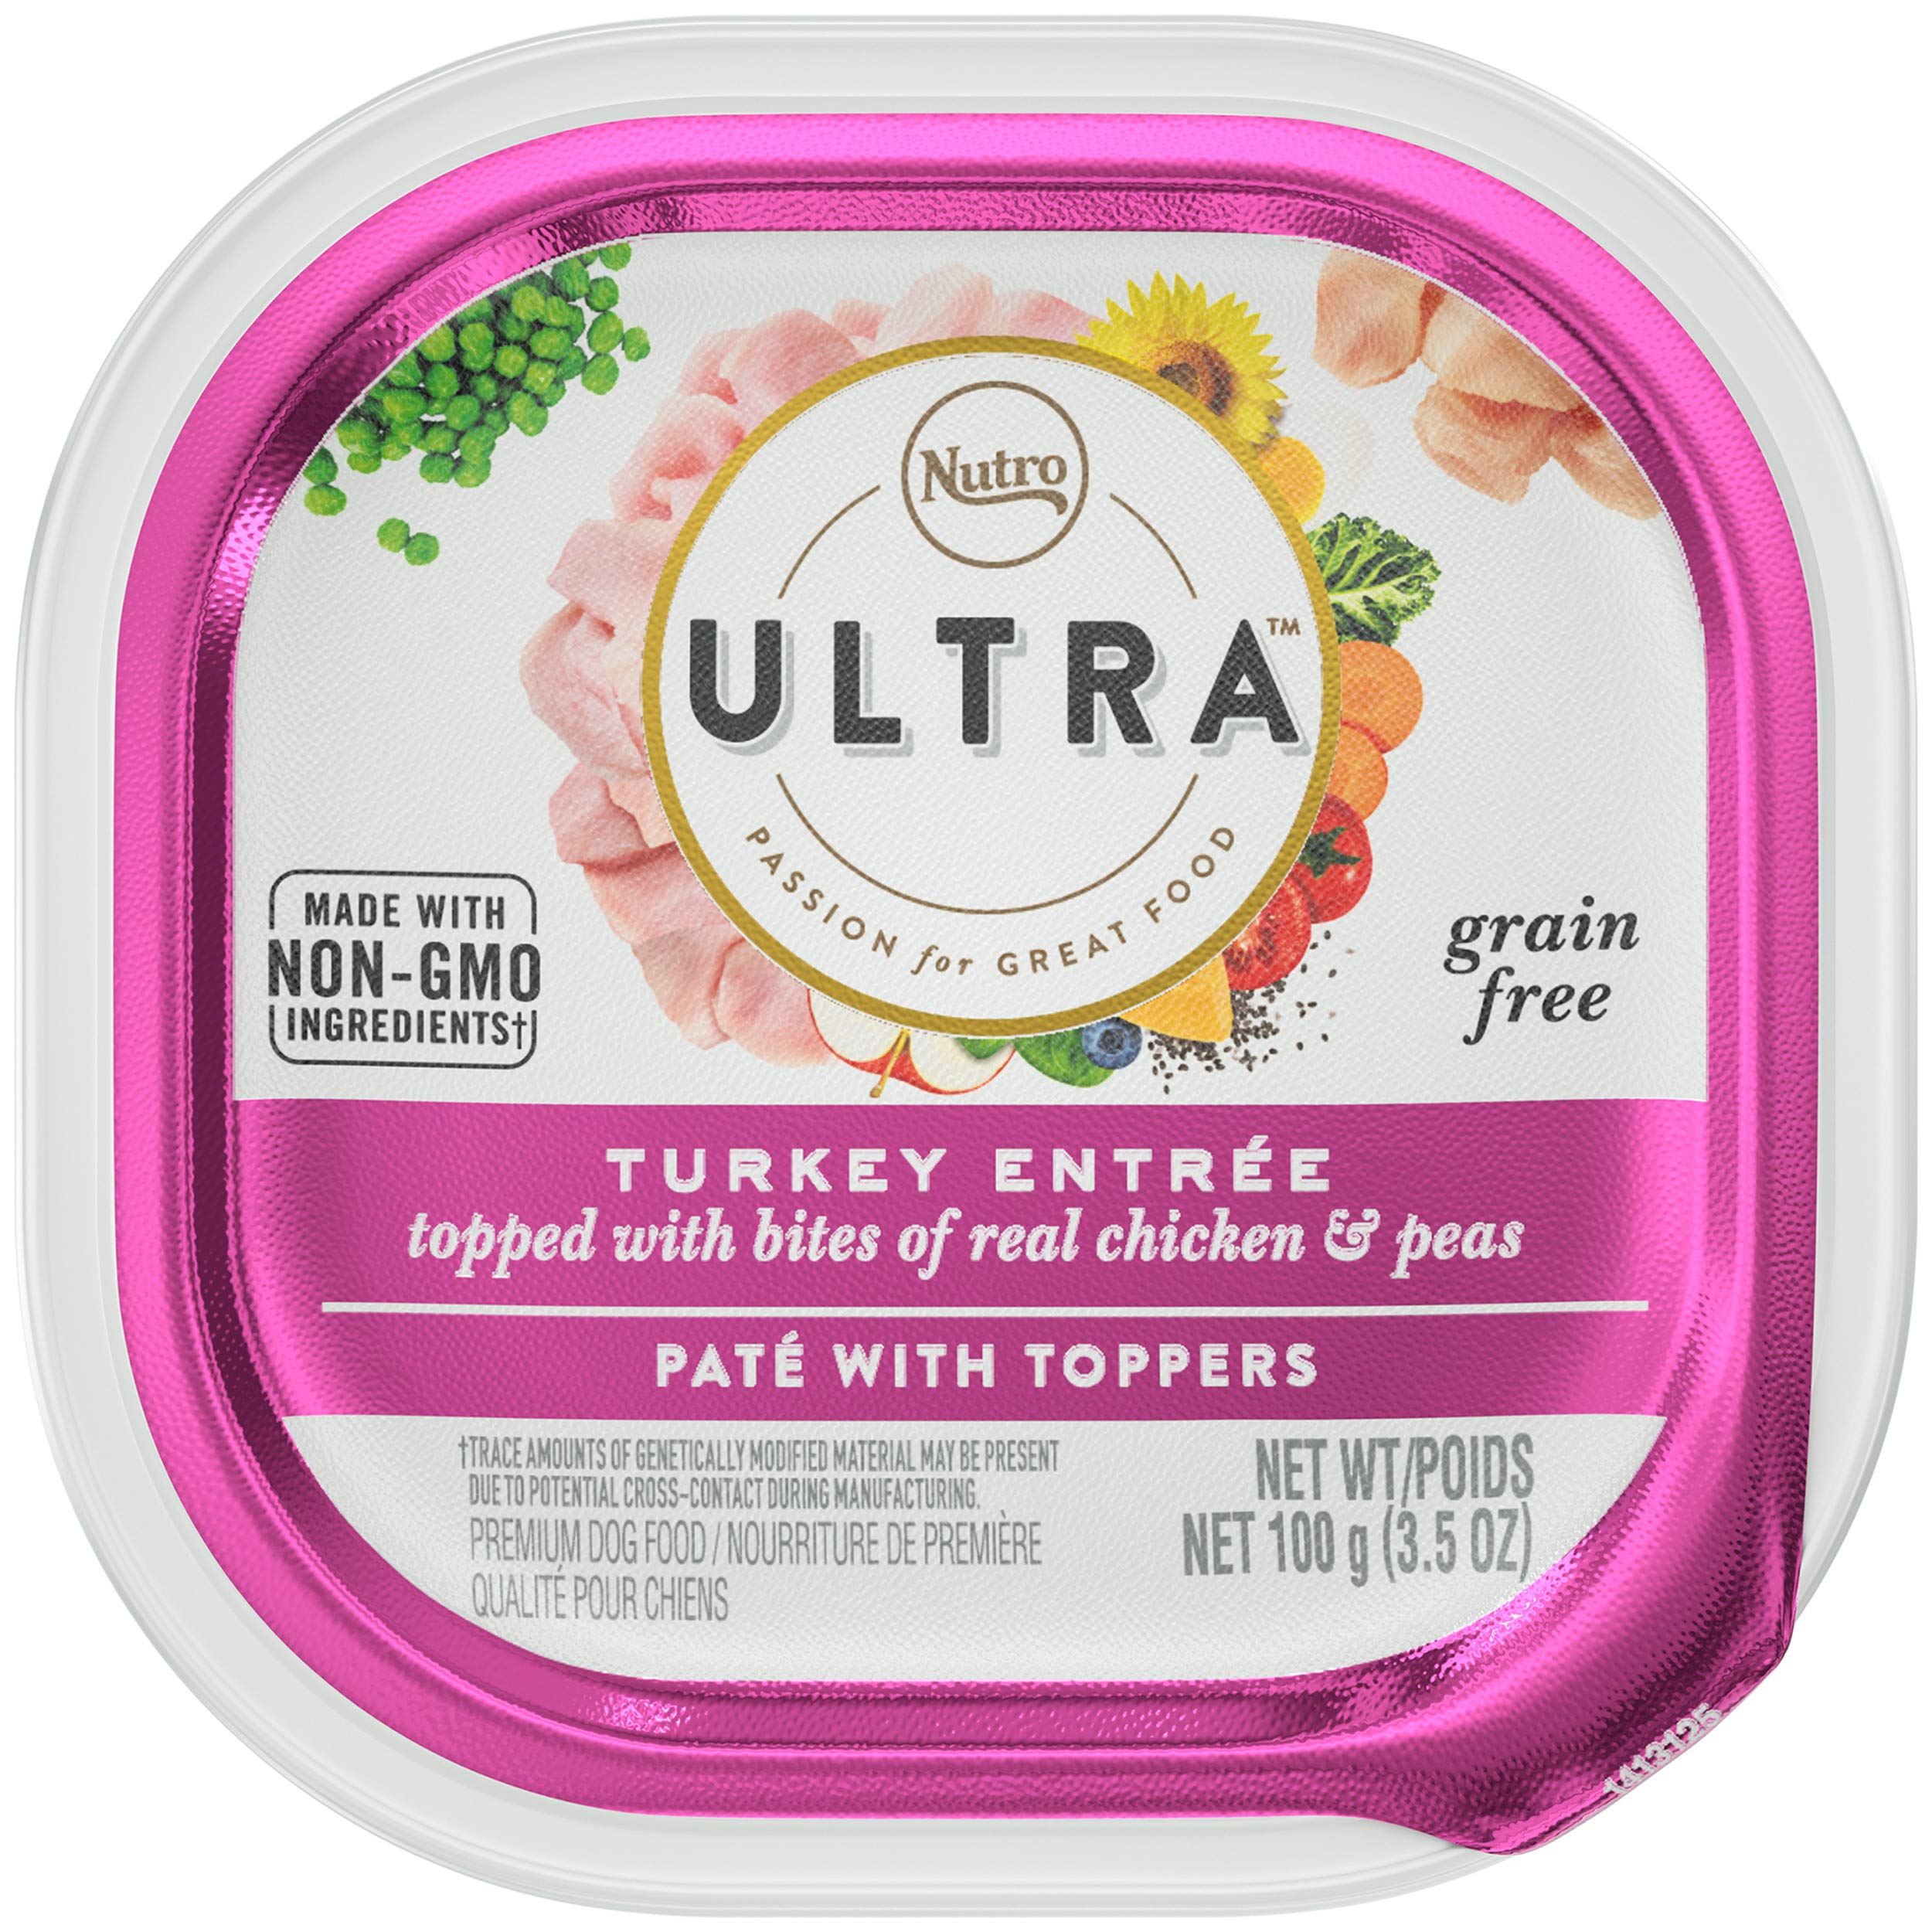 Nutro
ULTRA™
PASSION for GREAT FOOD
MADE WITH
NON-GMO
INGREDIENTS†
grain
free
TURKEY ENTRÉE
topped with bites of real chicken & peas
PATÉ WITH TOPPERS
†TRACE AMOUNTS OF GENETICALLY MODIFIED MATERIAL MAY BE PRESENT
DUE TO POTENTIAL CROSS-CONTACT DURING MANUFACTURING.
PREMIUM DOG FOOD / NOURRITURE DE PREMIÈRE
QUALITÉ POUR CHIENS
NET WT/POIDS
NET 100 g (3.5 OZ)
1413125